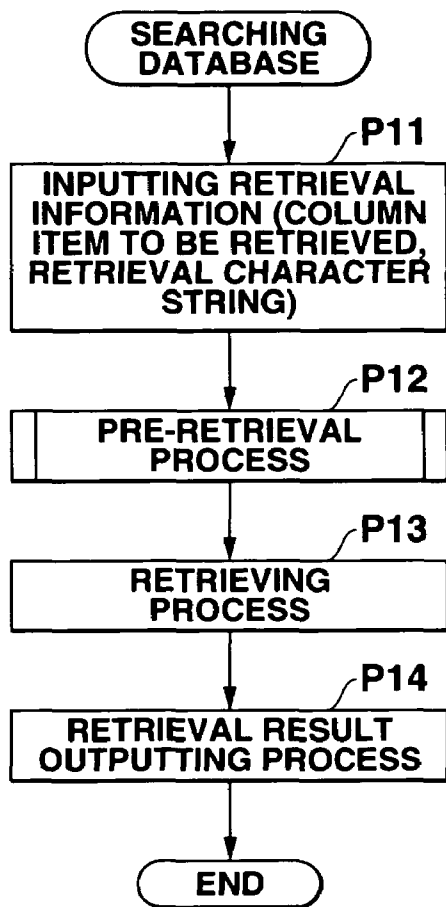 SEARCHING
DATABASE
P11
INPUTTING RETRIEVAL
INFORMATION (COLUMN
ITEM TO BE RETRIEVED,
RETRIEVAL CHARACTER
STRING)
P12
PRE-RETRIEVAL
PROCESS
P13
RETRIEVING
PROCESS
P14
RETRIEVAL RESULT
OUTPUTTING PROCESS
END